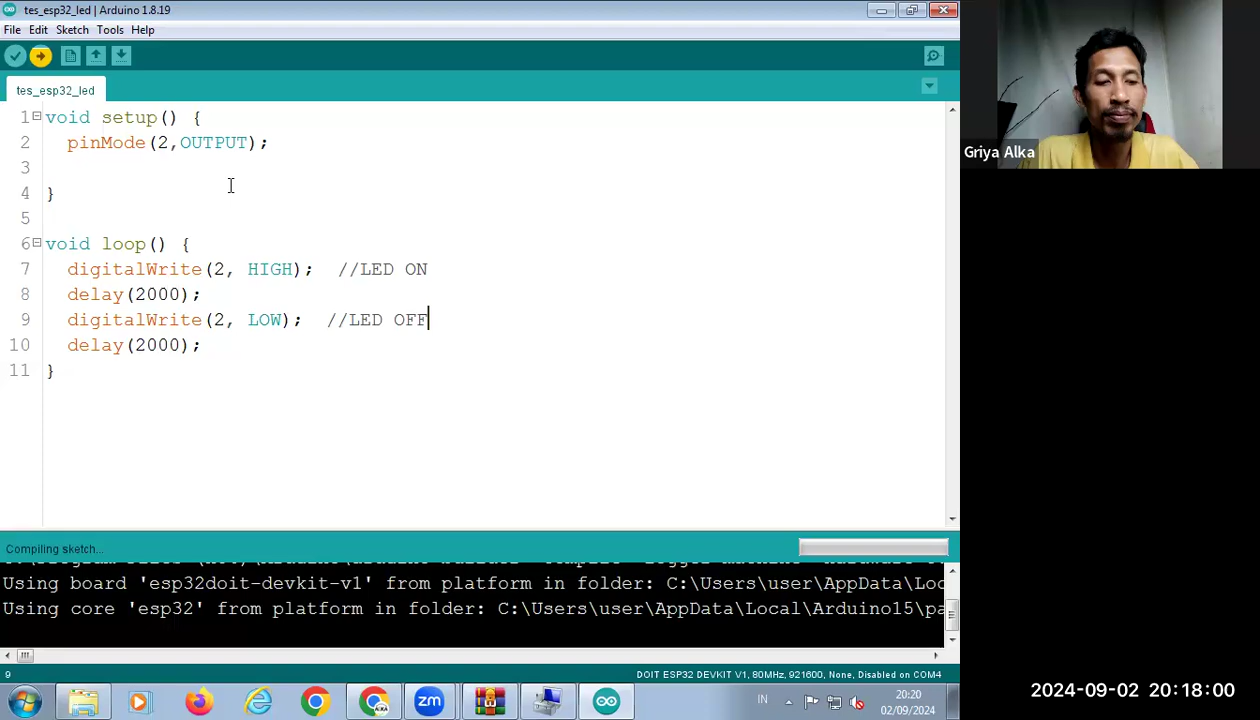 tes_esp32_led | Arduino 1.8.19
File Edit Sketch Tools Help
tes_esp32_led
1 void setup() {
2 pinMode(2,OUTPUT);
3
4 }
5
6 void loop() {
7 digitalWrite(2, HIGH); //LED ON
8 delay(2000);
9 digitalWrite(2, LOW); //LED OFF
10 delay(2000);
11 }
Compiling sketch...
Using board 'esp32doit-devkit-v1' from platform in folder: C:\Users\user\AppData\Loc
Using core 'esp32' from platform in folder: C:\Users\user\AppData\Local\Arduino15\pa
9
DOIT ESP32 DEVKIT V1, 80MHz, 921600, None, Disabled on COM4
IN
20:20
02/09/2024
Griya Alka
2024-09-02 20:18:00
zm
ALKA